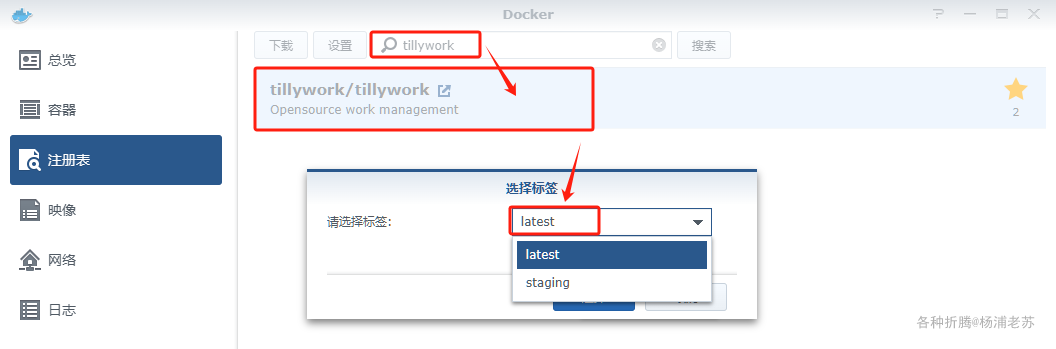 Docker
总览
容器
注册表
映像
网络
日志
下载 设置 tillywork 搜索
tillywork/tillywork
Opensource work management
2
选择标签
请选择标签:
latest
latest
staging
各种折腾@杨浦老苏